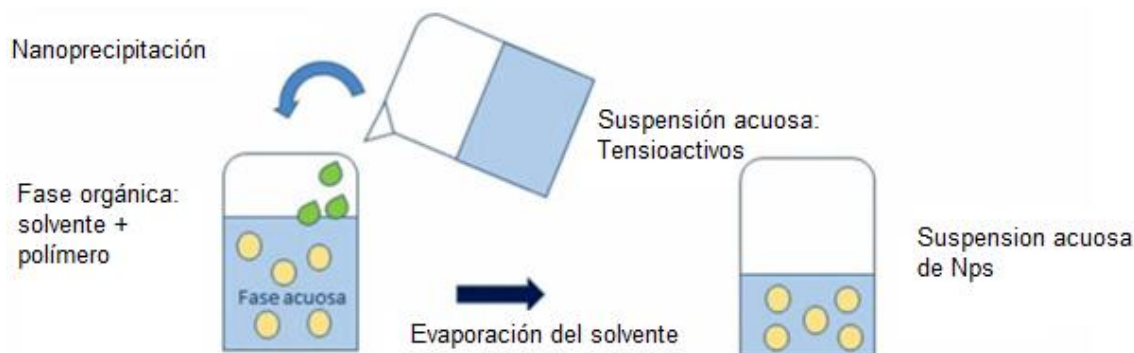 Nanoprecipitación
Suspensión acuosa:
Tensioactivos
Fase orgánica:
solvente +
polímero
Fase acuosa
Evaporación del solvente
Suspension acuosa
de Nps